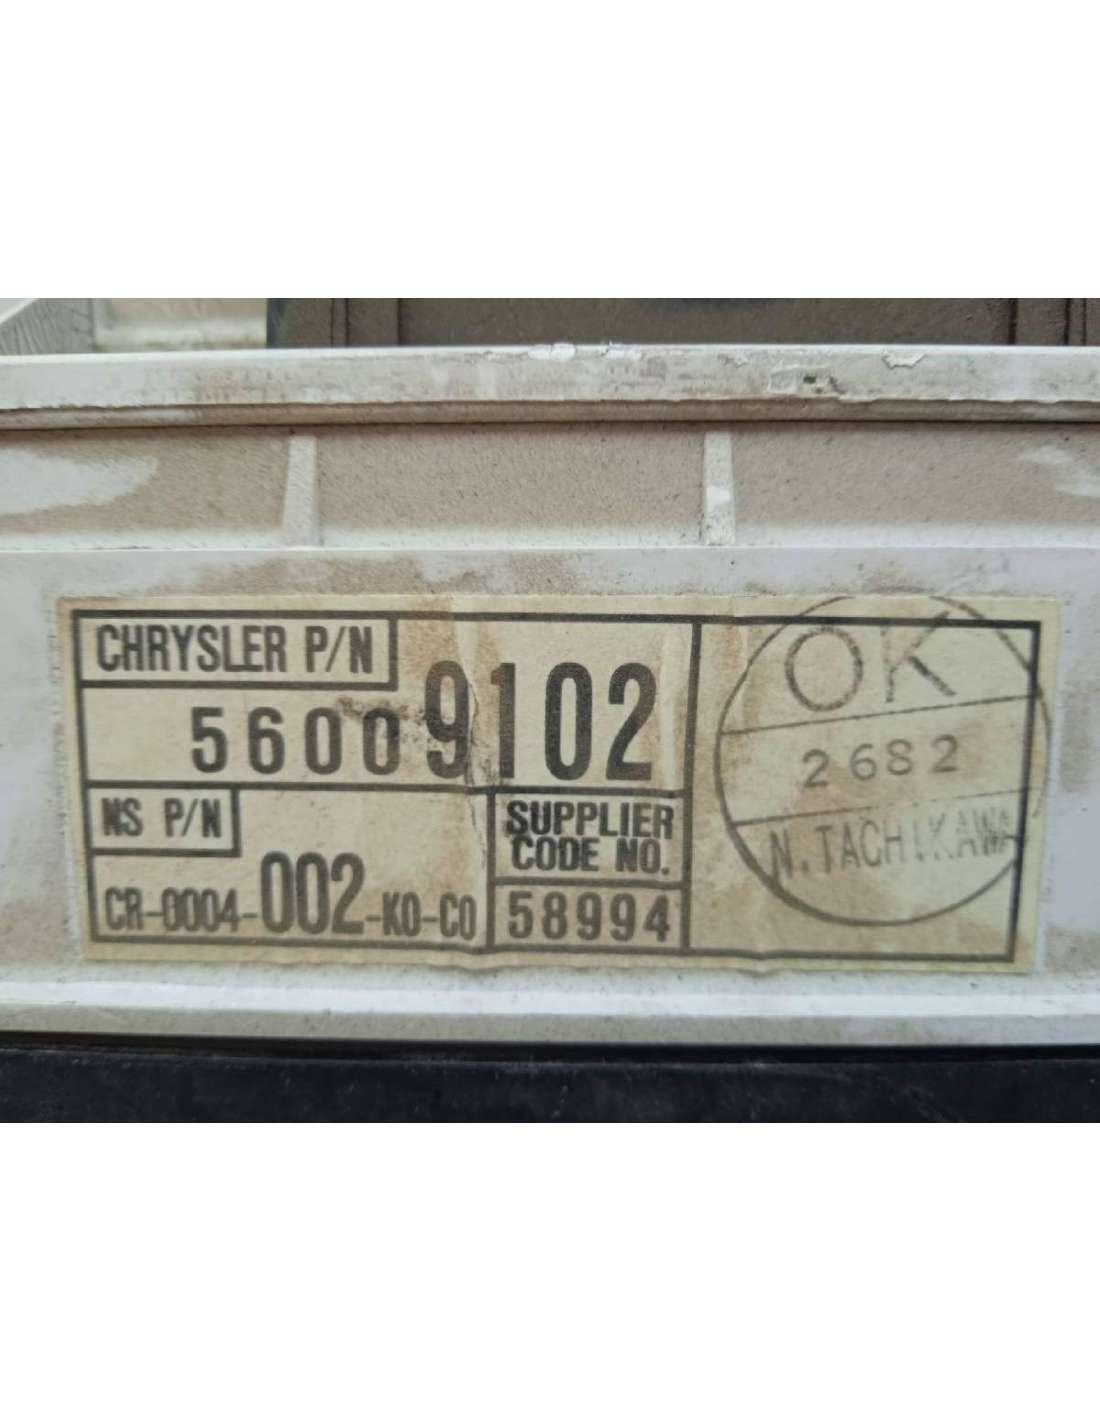 CHRYSLER P/N
56009102
NS P/N
CR-0004-002-KO-CO
SUPPLIER
CODE NO.
58994
OK
2682
N.TACHIKAWA